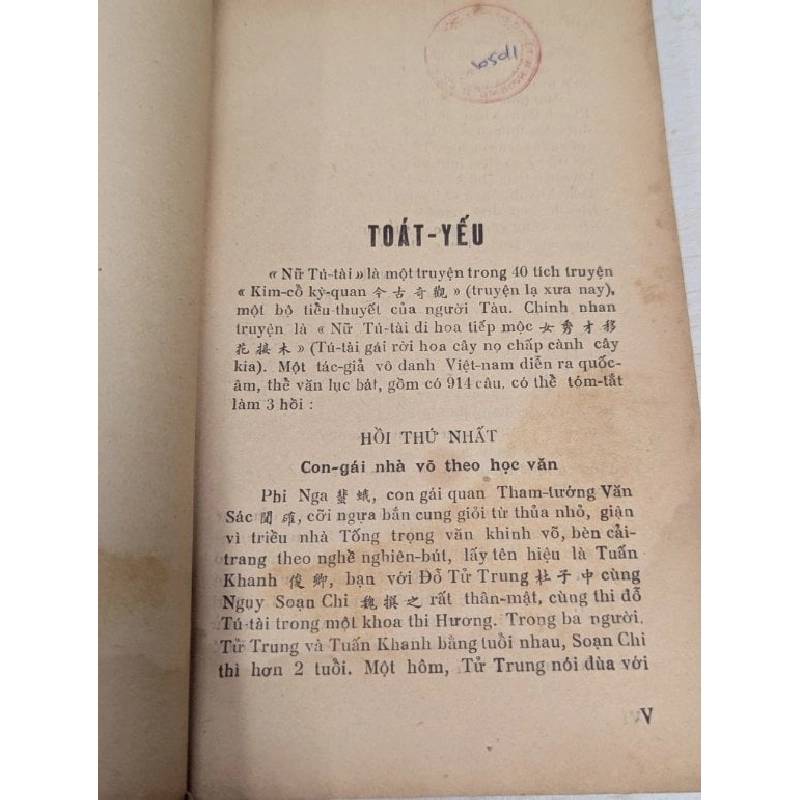 TOÁT-YẾU
« Nữ Tú-tài » là một truyện trong 40 tích truyện
« Kim-cổ kỳ-quan 今古奇觀 » (truyện lạ xưa nay),
một bộ tiểu-thuyết của người Tàu. Chính nhan
truyện là « Nữ Tú-tài di hoa tiếp mộc 女秀才移
花接木 » (Tú-tài gái rời hoa cây nọ chấp cành cây
kia). Một tác-giả vô danh Việt-nam diễn ra quốc-
âm, thể văn lục bát, gồm có 914 câu, có thể tóm-tắt
làm 3 hồi :
HỒI THỨ NHẤT
Con-gái nhà võ theo học văn
Phi Nga 蜚蛾, con gái quan Tham-tướng Văn
Sác 聞確, cỡi ngựa bắn cung giỏi từ thủa nhỏ, giận
vì triều nhà Tống trọng văn khinh võ, bèn cải-
trang theo nghề nghiên-bút, lấy tên hiệu là Tuấn
Khanh 俊卿, bạn với Đỗ Tử Trung 杜子中 cùng
Ngụy Soạn Chi 魏撰之 rất thân-mật, cùng thi đỗ
Tú-tài trong một khoa thi Hương. Trong ba người,
Tử Trung và Tuấn Khanh bằng tuổi nhau, Soạn Chi
thì hơn 2 tuổi. Một hôm, Tử Trung nói đùa với
V